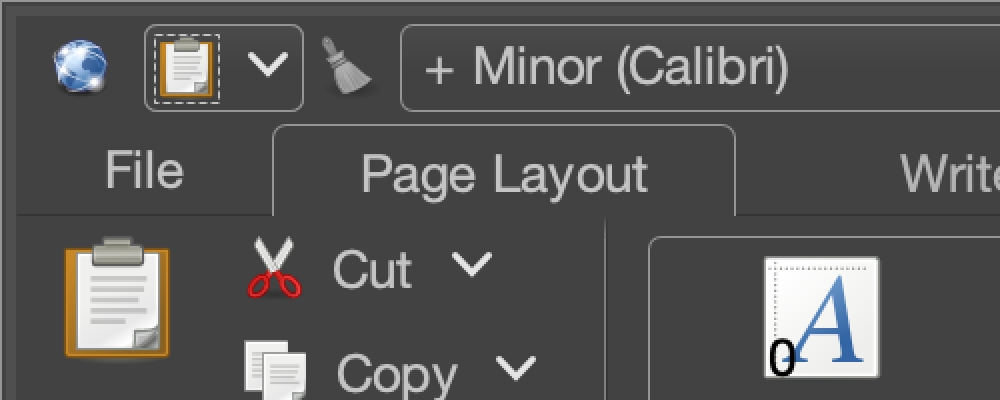 + Minor (Calibri)
File
Page Layout
Write
Cut
A
0
Copy